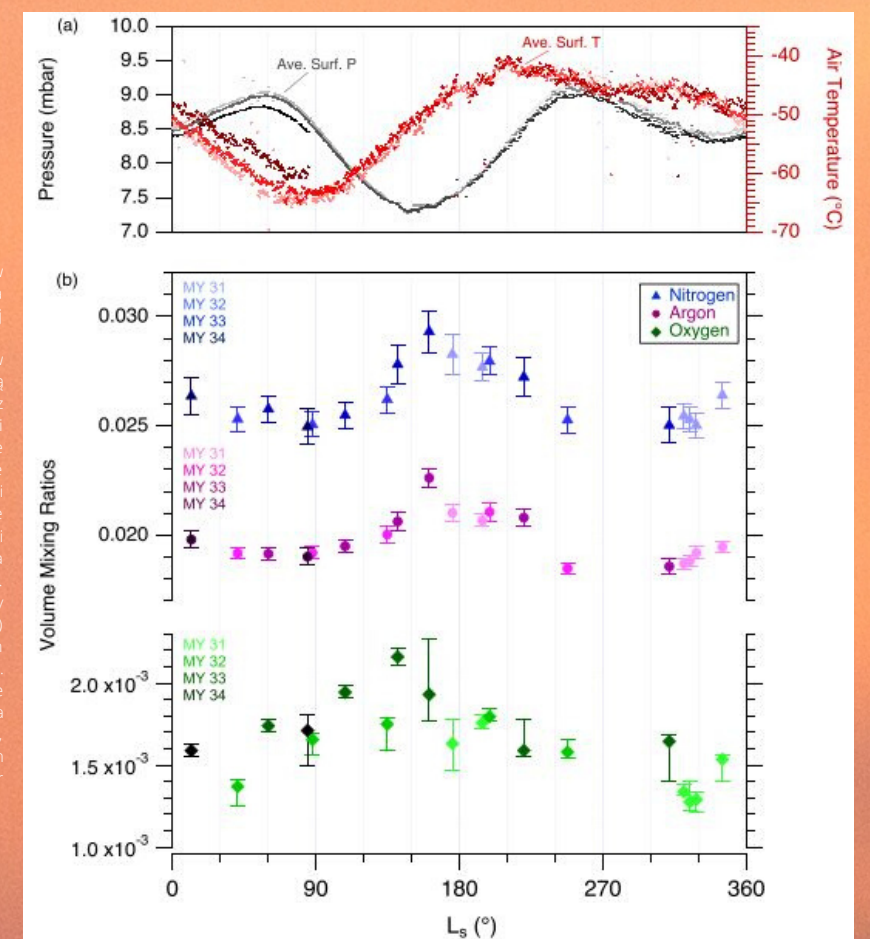 (a)
10.0
9.5
9.0
8.5
8.0
7.5
7.0
Pressure (mbar)
Ave. Surf. P
Ave. Surf. T
-40
-50
-60
-70
Air Temperature (°C)
(b)
MY 31
MY 32
MY 33
MY 34
Nitrogen
Argon
Oxygen
0.030
0.025
MY 31
MY 32
MY 33
MY 34
0.020
Volume Mixing Ratios
MY 31
MY 32
MY 33
MY 34
2.0 x10⁻³
1.5 x10⁻³
1.0 x10⁻³
0
90
180
270
360
Lₛ (°)